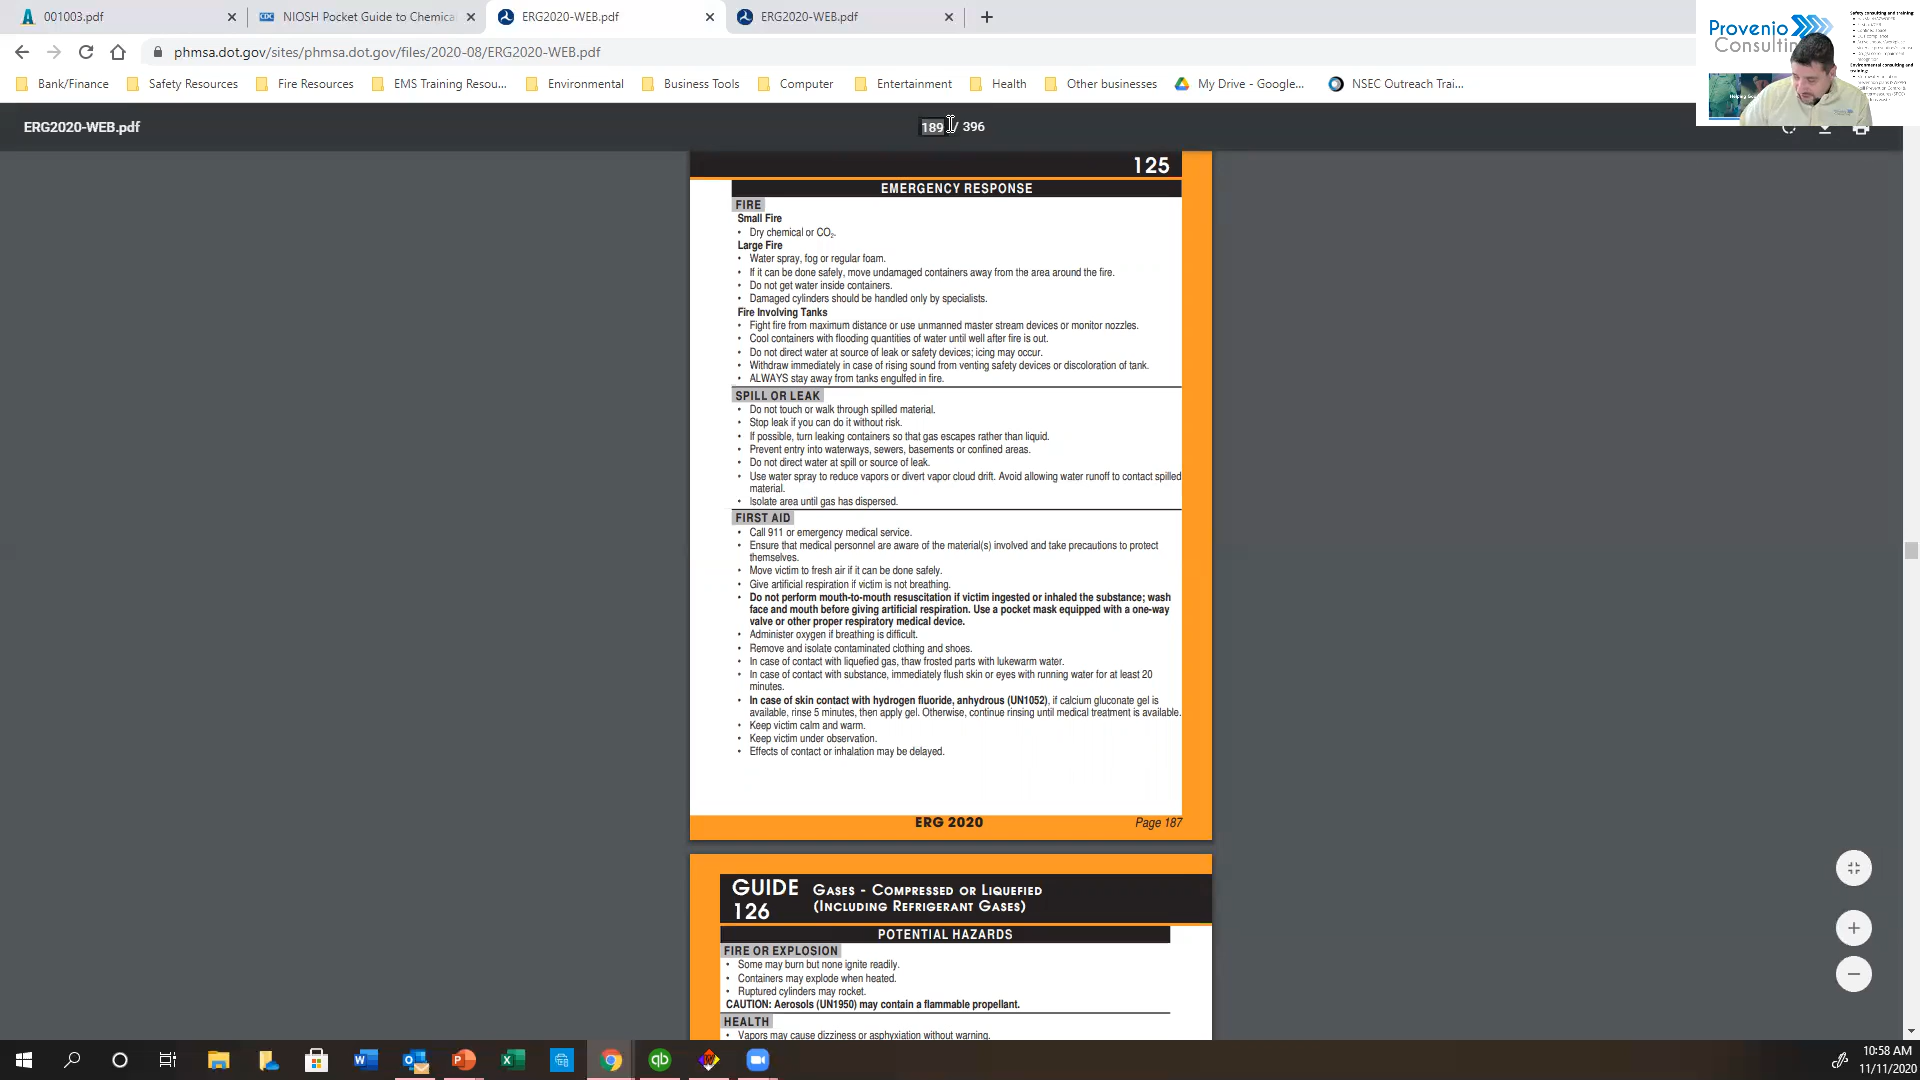 001003.pdf
CDC NIOSH Pocket Guide to Chemical
ERG2020-WEB.pdf
ERG2020-WEB.pdf
phmsa.dot.gov/sites/phmsa.dot.gov/files/2020-08/ERG2020-WEB.pdf
Bank/Finance Safety Resources Fire Resources EMS Training Resou... Environmental Business Tools Computer Entertainment Health Other businesses My Drive - Google... NSEC Outreach Trai...
Provenio
Consulting
Safety consulting and training:
ERG2020-WEB.pdf
189 / 396
125
EMERGENCY RESPONSE
FIRE
Small Fire
• Dry chemical or CO2.
Large Fire
• Water spray, fog or regular foam.
• If it can be done safely, move undamaged containers away from the area around the fire.
• Do not get water inside containers.
• Damaged cylinders should be handled only by specialists.
Fire Involving Tanks
• Fight fire from maximum distance or use unmanned master stream devices or monitor nozzles.
• Cool containers with flooding quantities of water until well after fire is out.
• Do not direct water at source of leak or safety devices; icing may occur.
• Withdraw immediately in case of rising sound from venting safety devices or discoloration of tank.
• ALWAYS stay away from tanks engulfed in fire.
SPILL OR LEAK
• Do not touch or walk through spilled material.
• Stop leak if you can do it without risk.
• If possible, turn leaking containers so that gas escapes rather than liquid.
• Prevent entry into waterways, sewers, basements or confined areas.
• Do not direct water at spill or source of leak.
• Use water spray to reduce vapors or divert vapor cloud drift. Avoid allowing water runoff to contact spilled
material.
• Isolate area until gas has dispersed.
FIRST AID
• Call 911 or emergency medical service.
• Ensure that medical personnel are aware of the material(s) involved and take precautions to protect
themselves.
• Move victim to fresh air if it can be done safely.
• Give artificial respiration if victim is not breathing.
• Do not perform mouth-to-mouth resuscitation if victim ingested or inhaled the substance; wash
face and mouth before giving artificial respiration. Use a pocket mask equipped with a one-way
valve or other proper respiratory medical device.
• Administer oxygen if breathing is difficult.
• Remove and isolate contaminated clothing and shoes.
• In case of contact with liquefied gas, thaw frosted parts with lukewarm water.
• In case of contact with substance, immediately flush skin or eyes with running water for at least 20
minutes.
• In case of skin contact with hydrogen fluoride, anhydrous (UN1052), if calcium gluconate gel is
available, rinse 5 minutes, then apply gel. Otherwise, continue rinsing until medical treatment is available.
• Keep victim calm and warm.
• Keep victim under observation.
• Effects of contact or inhalation may be delayed.
ERG 2020
Page 187
GUIDE
126
GASES - COMPRESSED OR LIQUEFIED
(INCLUDING REFRIGERANT GASES)
POTENTIAL HAZARDS
FIRE OR EXPLOSION
• Some may burn but none ignite readily.
• Containers may explode when heated.
• Ruptured cylinders may rocket.
CAUTION: Aerosols (UN1950) may contain a flammable propellant.
HEALTH
• Vapors may cause dizziness or asphyxiation without warning.
10:58 AM
11/11/2020